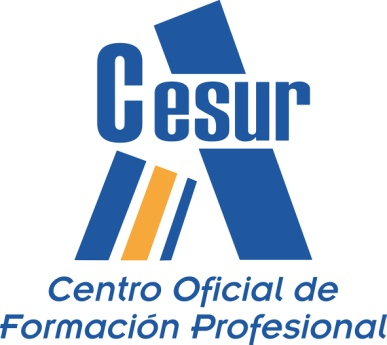 Cesur
Centro Oficial de
Formación Profesional